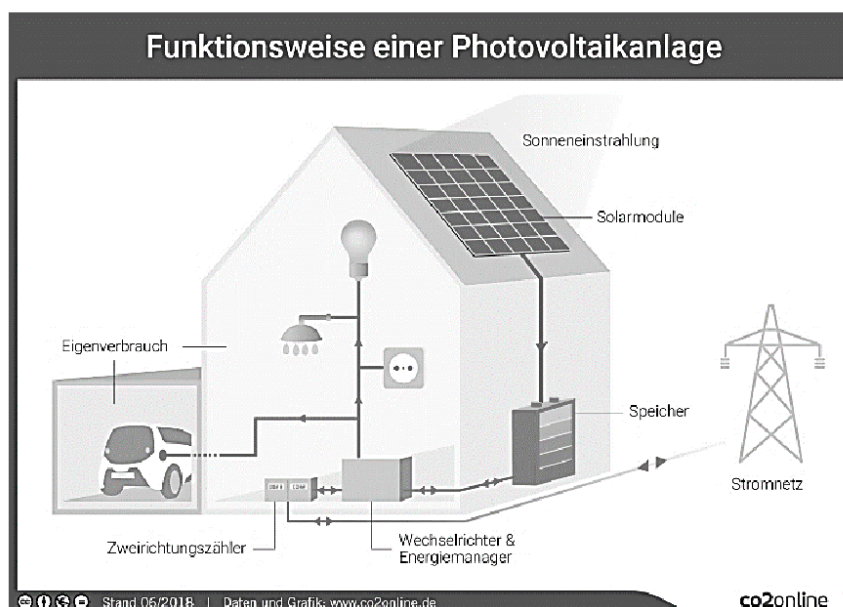 Funktionsweise einer Photovoltaikanlage
Sonneneinstrahlung
Solarmodule
Eigenverbrauch
Speicher
Stromnetz
Zweirichtungszähler
Wechselrichter &
Energiemanager
Stand 06/2018 | Daten und Grafik: www.co2online.de
co2online